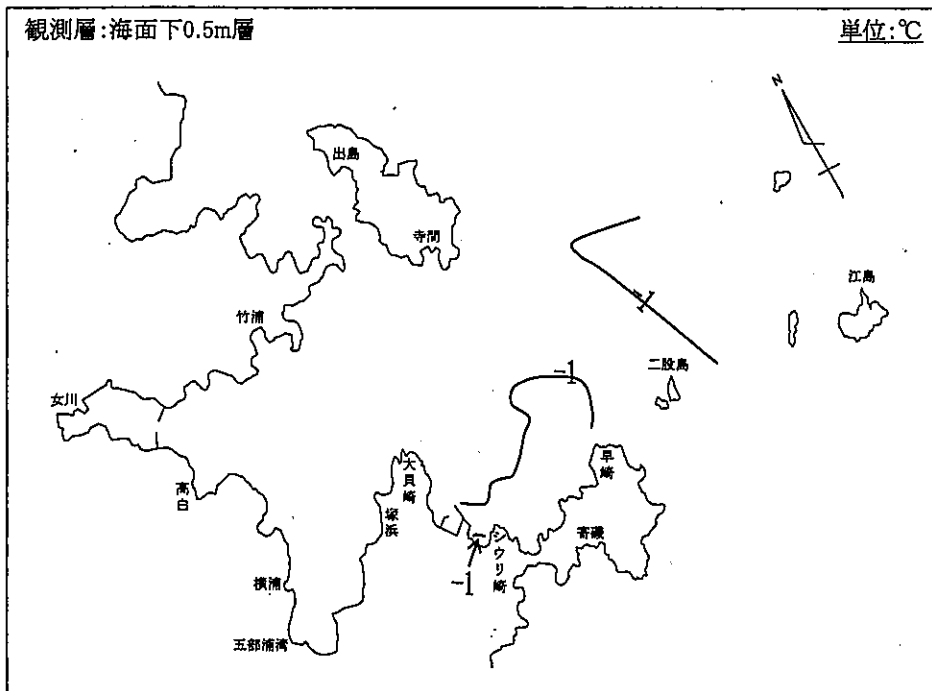 観測層:海面下0.5m層
単位:℃
N
出島
寺間
江島
-1
竹浦
二股島
-1
女川
早崎
大貝崎
高白
塚浜
寄磯
シウリ崎
-1
横浦
五部浦湾